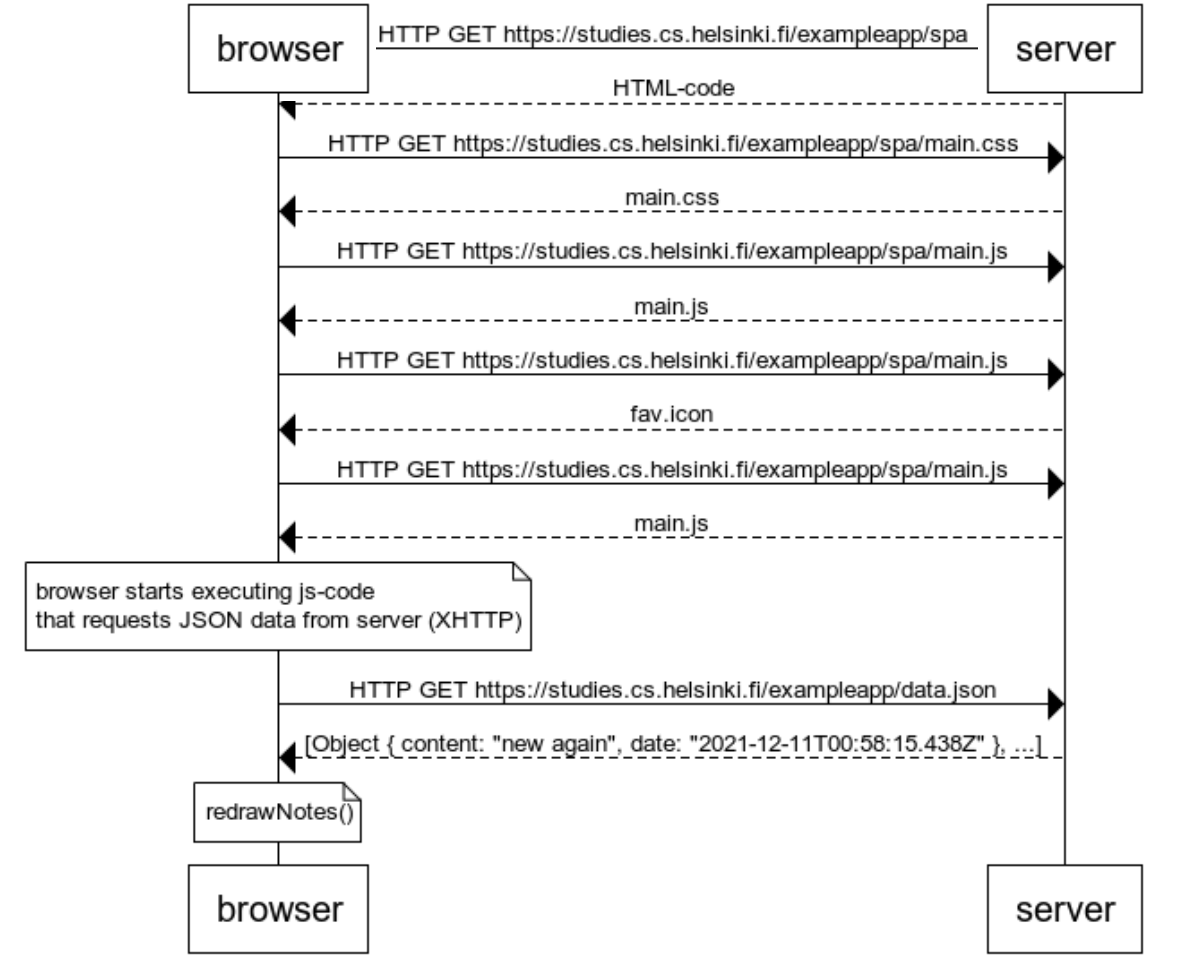 browser
HTTP GET https://studies.cs.helsinki.fi/exampleapp/spa
server
HTML-code
HTTP GET https://studies.cs.helsinki.fi/exampleapp/spa/main.css
main.css
HTTP GET https://studies.cs.helsinki.fi/exampleapp/spa/main.js
main.js
HTTP GET https://studies.cs.helsinki.fi/exampleapp/spa/main.js
fav.icon
HTTP GET https://studies.cs.helsinki.fi/exampleapp/spa/main.js
main.js
browser starts executing js-code
that requests JSON data from server (XHTTP)
HTTP GET https://studies.cs.helsinki.fi/exampleapp/data.json
[Object { content: "new again", date: "2021-12-11T00:58:15.438Z" }, ...]
redrawNotes()
browser
server